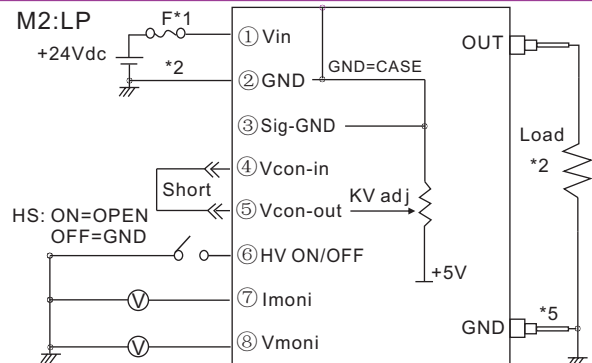 M2:LP
F*1
+24Vdc
*2
①Vin
②GND
GND=CASE
③Sig-GND
④Vcon-in
Short
⑤Vcon-out
KV adj
HS: ON=OPEN
OFF=GND
⑥HV ON/OFF
+5V
⑦Imoni
V
⑧Vmoni
V
OUT
Load
*2
GND
*5